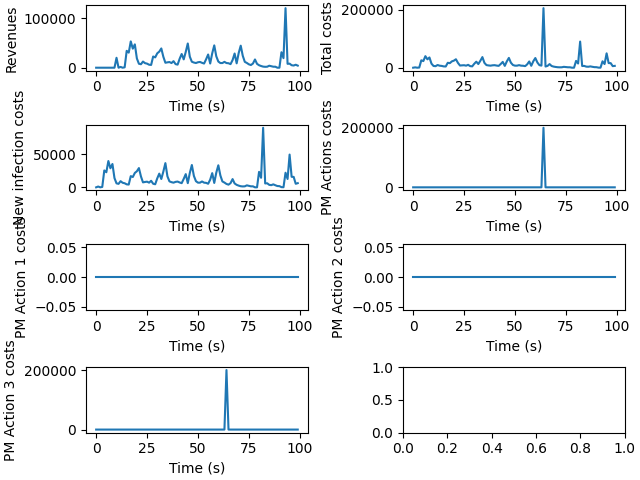 Revenues
100000
0
0 25 50 75 100
Time (s)
Total costs
200000
0
0 25 50 75 100
Time (s)
New infection costs
50000
0
0 25 50 75 100
Time (s)
PM Actions costs
200000
0
0 25 50 75 100
Time (s)
PM Action 1 costs
0.05
0.00
−0.05
0 25 50 75 100
Time (s)
PM Action 2 costs
0.05
0.00
−0.05
0 25 50 75 100
Time (s)
PM Action 3 costs
200000
0
0 25 50 75 100
Time (s)
1.0
0.5
0.0
0.0 0.2 0.4 0.6 0.8 1.0